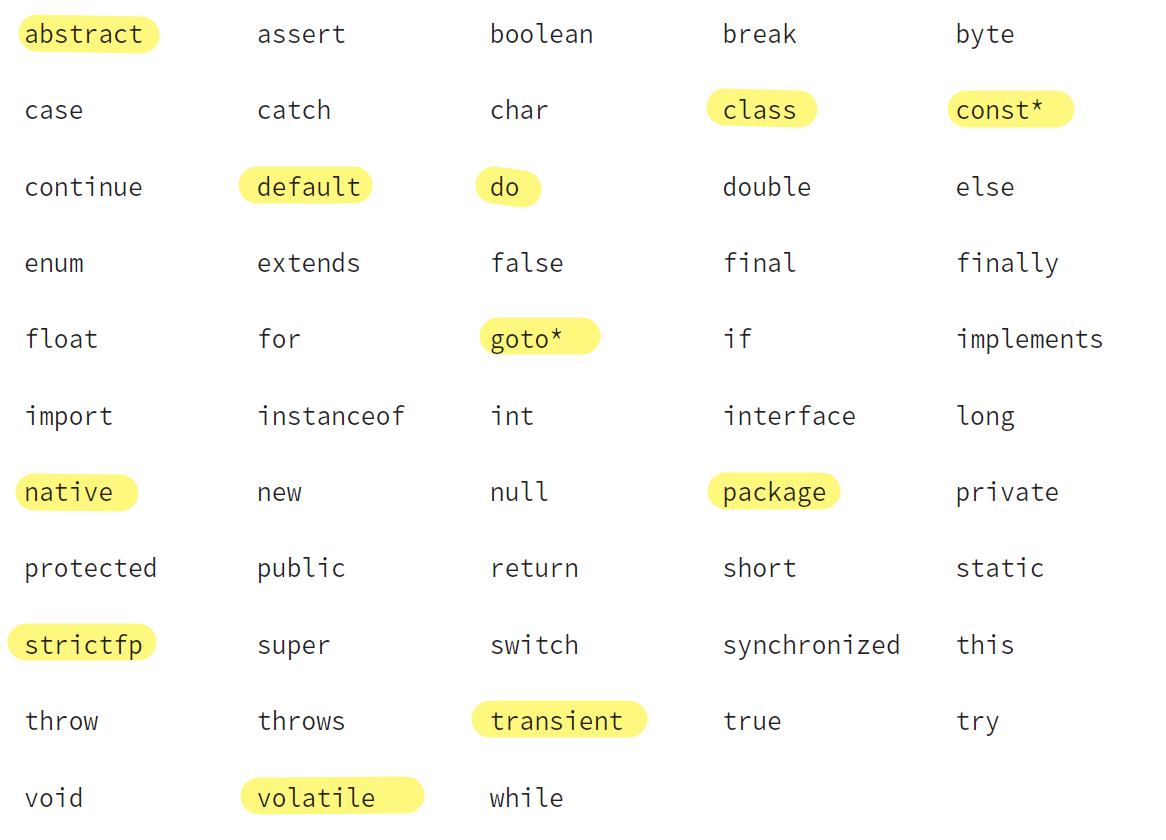 abstract assert boolean break byte
case catch char class const*
continue default do double else
enum extends false final finally
float for goto* if implements
import instanceof int interface long
native new null package private
protected public return short static
strictfp super switch synchronized this
throw throws transient true try
void volatile while